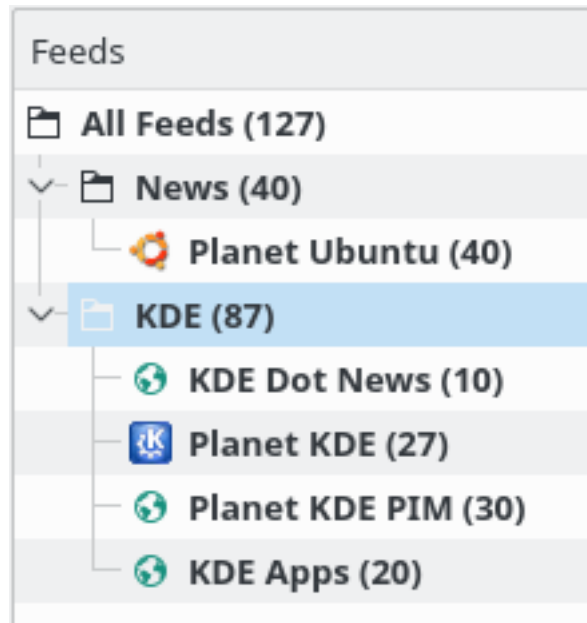 Feeds
All Feeds (127)
News (40)
Planet Ubuntu (40)
KDE (87)
KDE Dot News (10)
Planet KDE (27)
Planet KDE PIM (30)
KDE Apps (20)